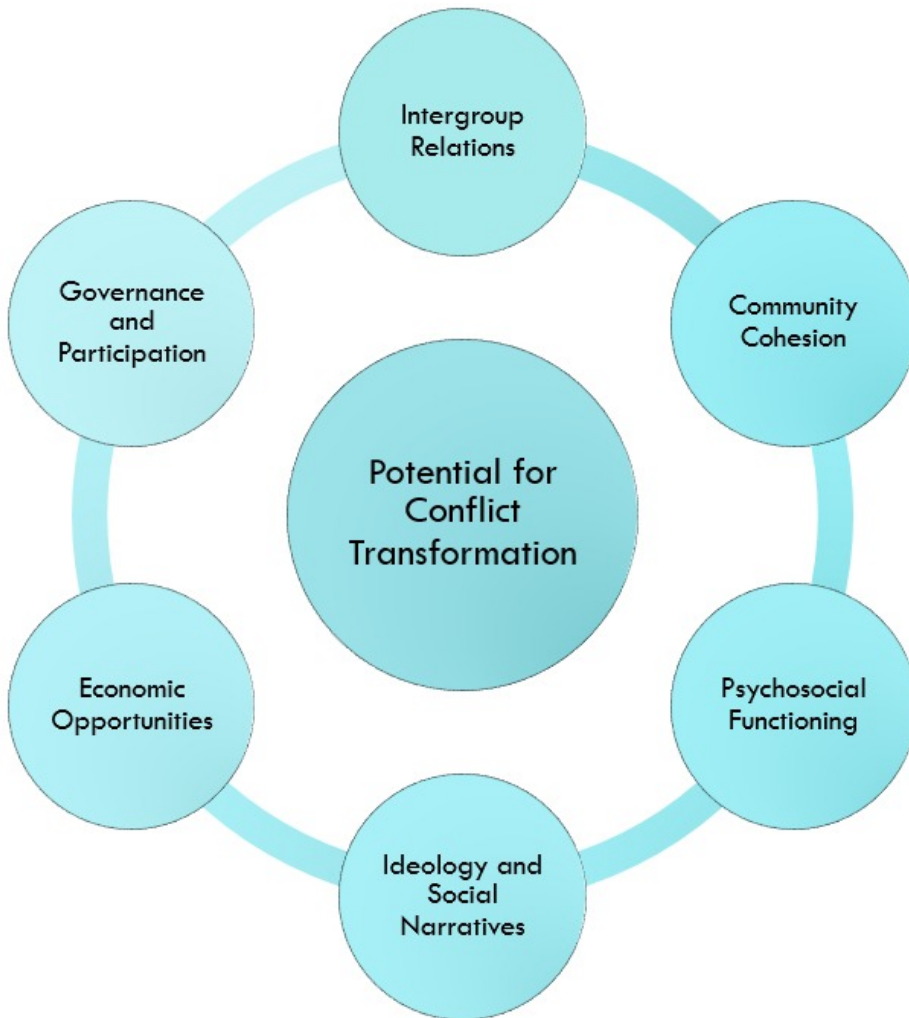 Intergroup
Relations
Community
Cohesion
Psychosocial
Functioning
Ideology and
Social
Narratives
Economic
Opportunities
Governance
and
Participation
Potential for
Conflict
Transformation